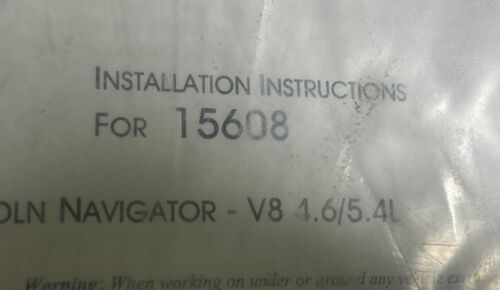 INSTALLATION INSTRUCTIONS
FOR 15608
OLN NAVIGATOR - V8 4.6/5.4L
Warning: When working on under or around any vehicle